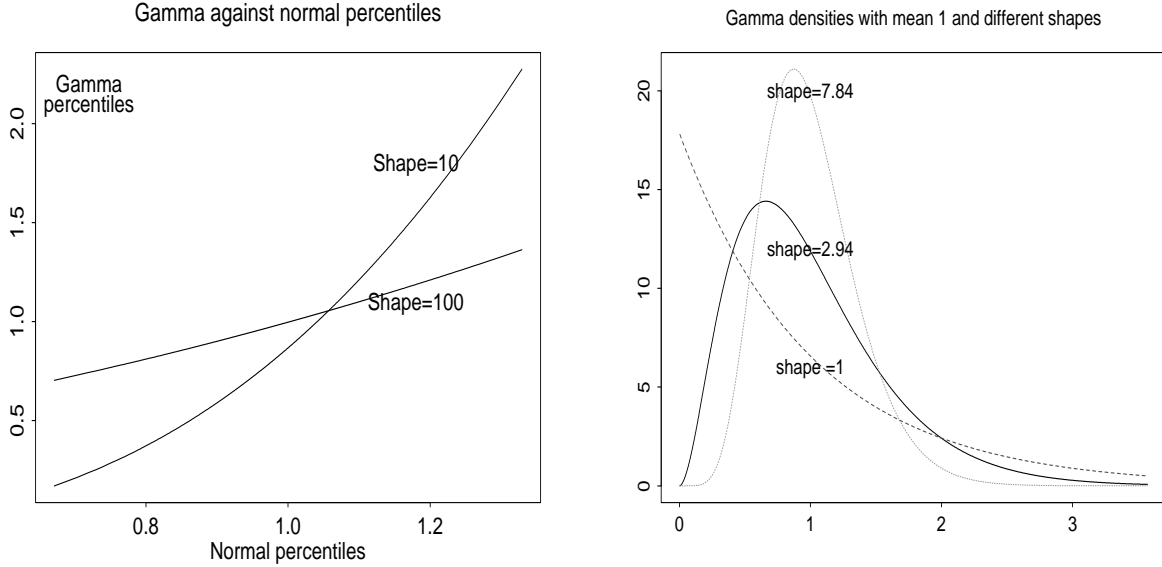 Gamma against normal percentiles
Gamma
percentiles
Shape=10
Shape=100
0.5
1.0
1.5
2.0
0.8
1.0
1.2
Normal percentiles
Gamma densities with mean 1 and different shapes
shape=7.84
shape=2.94
shape =1
0
5
10
15
20
0
1
2
3